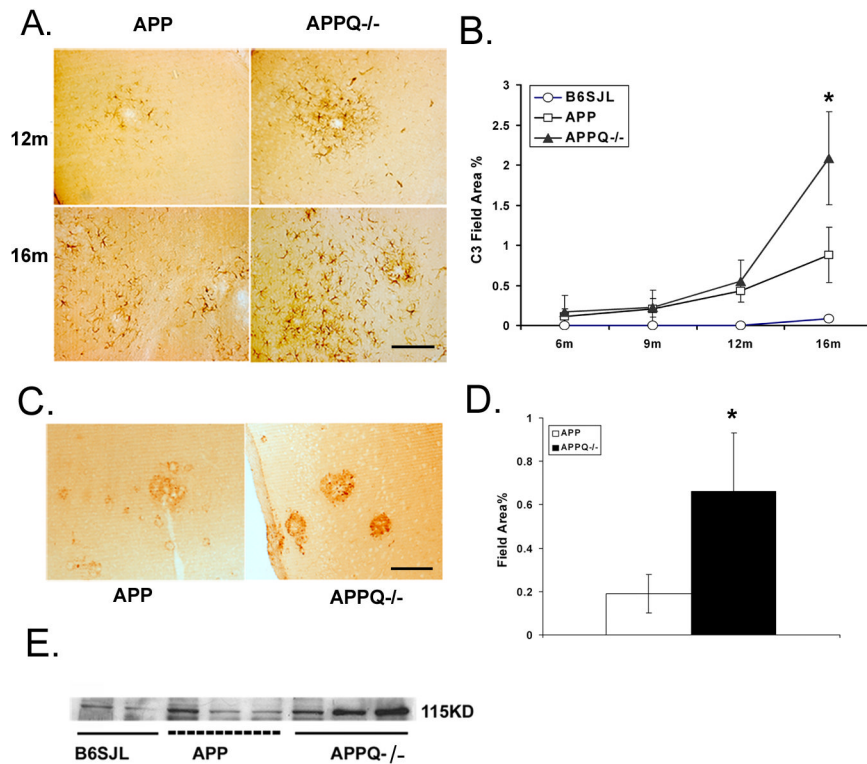 A.
APP
APPQ-/-
12m
16m
B.
3
2.5
2
1.5
1
0.5
0
C3 Field Area %
B6SJL
APP
APPQ-/-
*
6m
9m
12m
16m
C.
APP
APPQ-/-
D.
1
0.8
0.6
0.4
0.2
0
Field Area%
APP
APPQ-/-
*
E.
115KD
B6SJL
APP
APPQ-/-